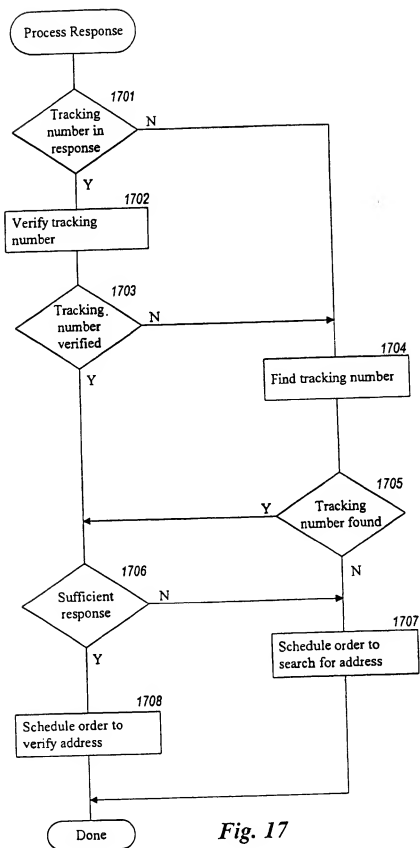 Process Response
1701
Tracking
number in
response
N
Y
1702
Verify tracking
number
1703
Tracking.
number
verified
N
Y
1704
Find tracking number
1705
Tracking
number found
Y
N
1706
Sufficient
response
N
Y
1707
Schedule order to
search for address
1708
Schedule order to
verify address
Done
Fig. 17